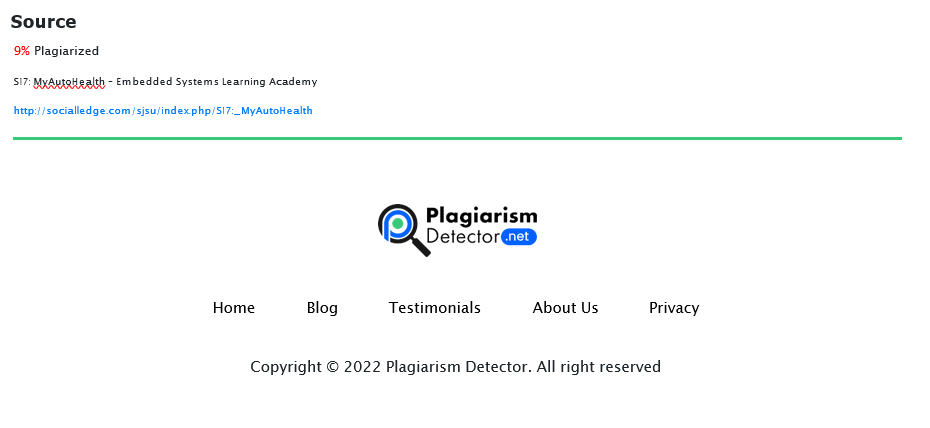 Source
9% Plagiarized
SI7: MyAutoHealth - Embedded Systems Learning Academy
http://socialledge.com/sjsu/index.php/SI7:_MyAutoHealth
Plagiarism
Detector.net
Home Blog Testimonials About Us Privacy
Copyright © 2022 Plagiarism Detector. All right reserved